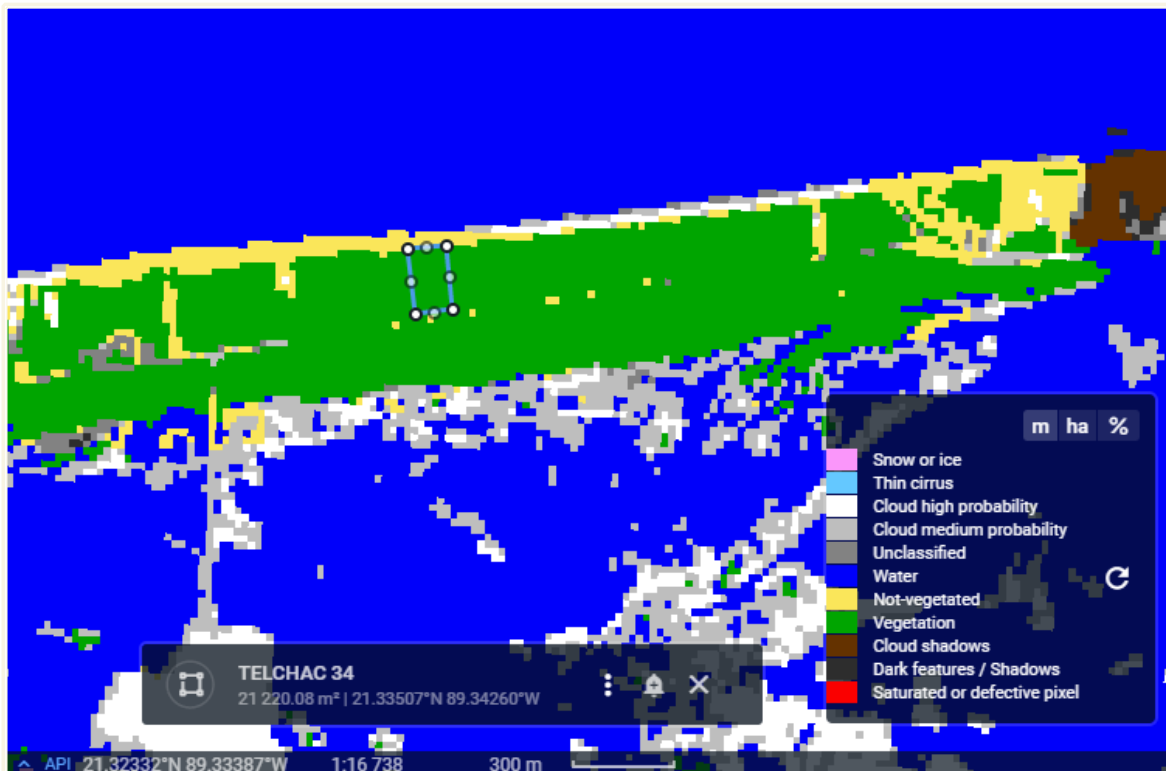 m ha %
Snow or ice
Thin cirrus
Cloud high probability
Cloud medium probability
Unclassified
Water
Not-vegetated
Vegetation
Cloud shadows
Dark features / Shadows
Saturated or defective pixel
TELCHAC 34
21 220.08 m² | 21.33507°N 89.34260°W
API 21.32332°N 89.33387°W 1:16 738 300 m